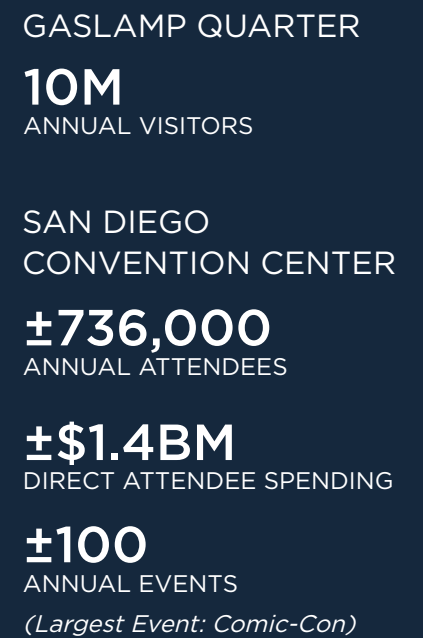 GASLAMP QUARTER
10M
ANNUAL VISITORS
SAN DIEGO
CONVENTION CENTER
±736,000
ANNUAL ATTENDEES
±$1.4BM
DIRECT ATTENDEE SPENDING
±100
ANNUAL EVENTS
(Largest Event: Comic-Con)